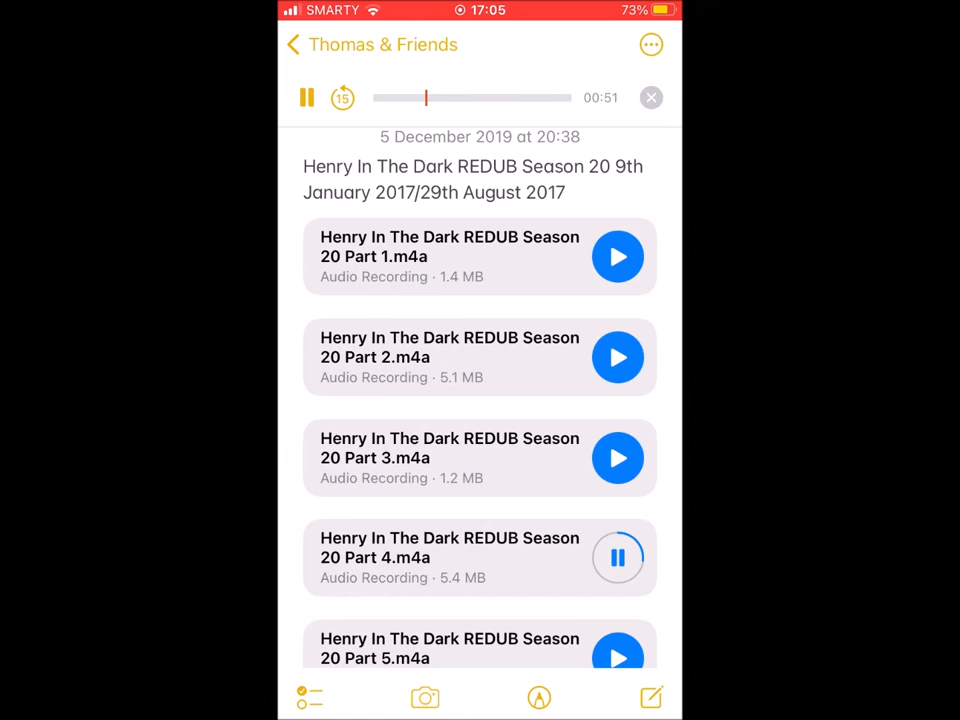 SMARTY 17:05 73%
Thomas & Friends
15 00:51
5 December 2019 at 20:38
Henry In The Dark REDUB Season 20 9th
January 2017/29th August 2017
Henry In The Dark REDUB Season
20 Part 1.m4a
Audio Recording · 1.4 MB
Henry In The Dark REDUB Season
20 Part 2.m4a
Audio Recording · 5.1 MB
Henry In The Dark REDUB Season
20 Part 3.m4a
Audio Recording · 1.2 MB
Henry In The Dark REDUB Season
20 Part 4.m4a
Audio Recording · 5.4 MB
Henry In The Dark REDUB Season
20 Part 5.m4a